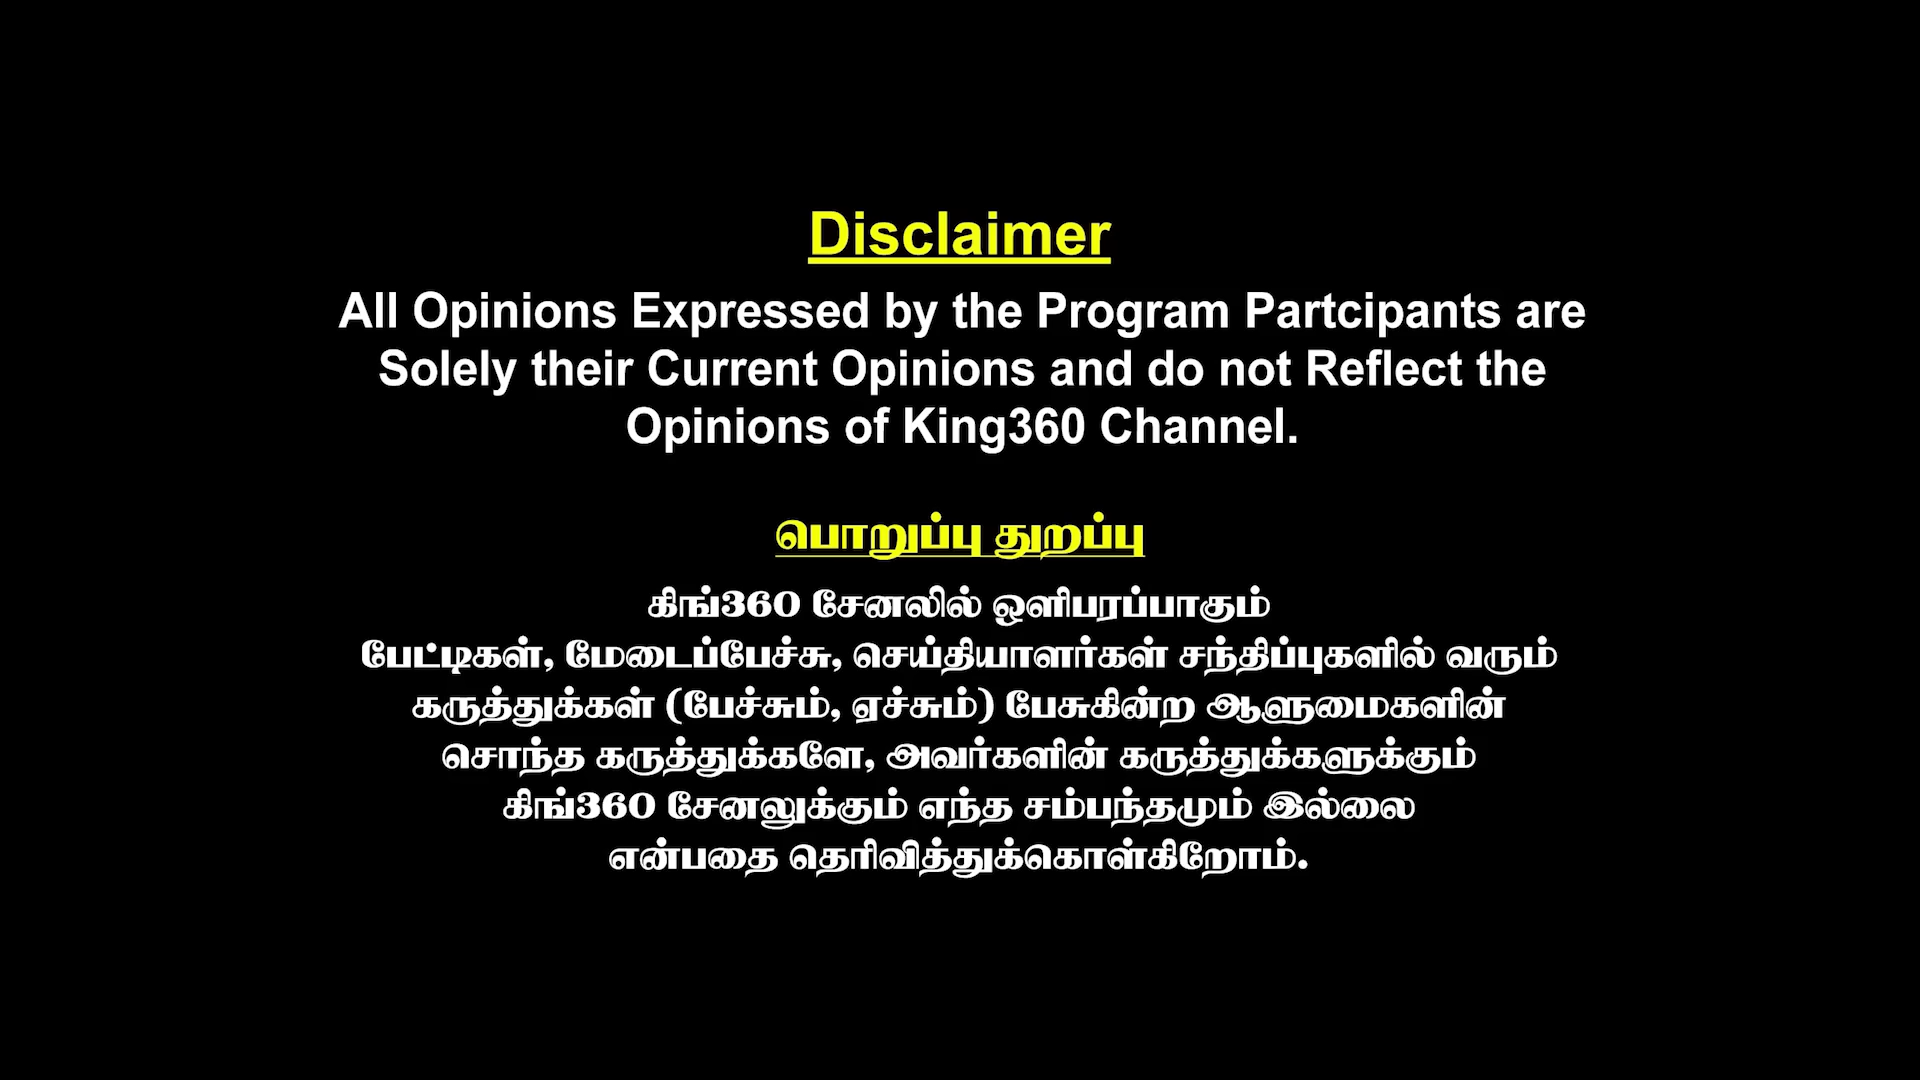 Disclaimer
All Opinions Expressed by the Program Partcipants are
Solely their Current Opinions and do not Reflect the
Opinions of King360 Channel.
பொறுப்பு துறப்பு
கிங்360 சேனலில் ஒளிபரப்பாகும்
பேட்டிகள், மேடைப்பேச்சு, செய்தியாளர்கள் சந்திப்புகளில் வரும்
கருத்துக்கள் (பேச்சும், ஏச்சும்) பேசுகின்ற ஆளுமைகளின்
சொந்த கருத்துக்களே, அவர்களின் கருத்துக்களுக்கும்
கிங்360 சேனலுக்கும் எந்த சம்பந்தமும் இல்லை
என்பதை தெரிவித்துக்கொள்கிறோம்.